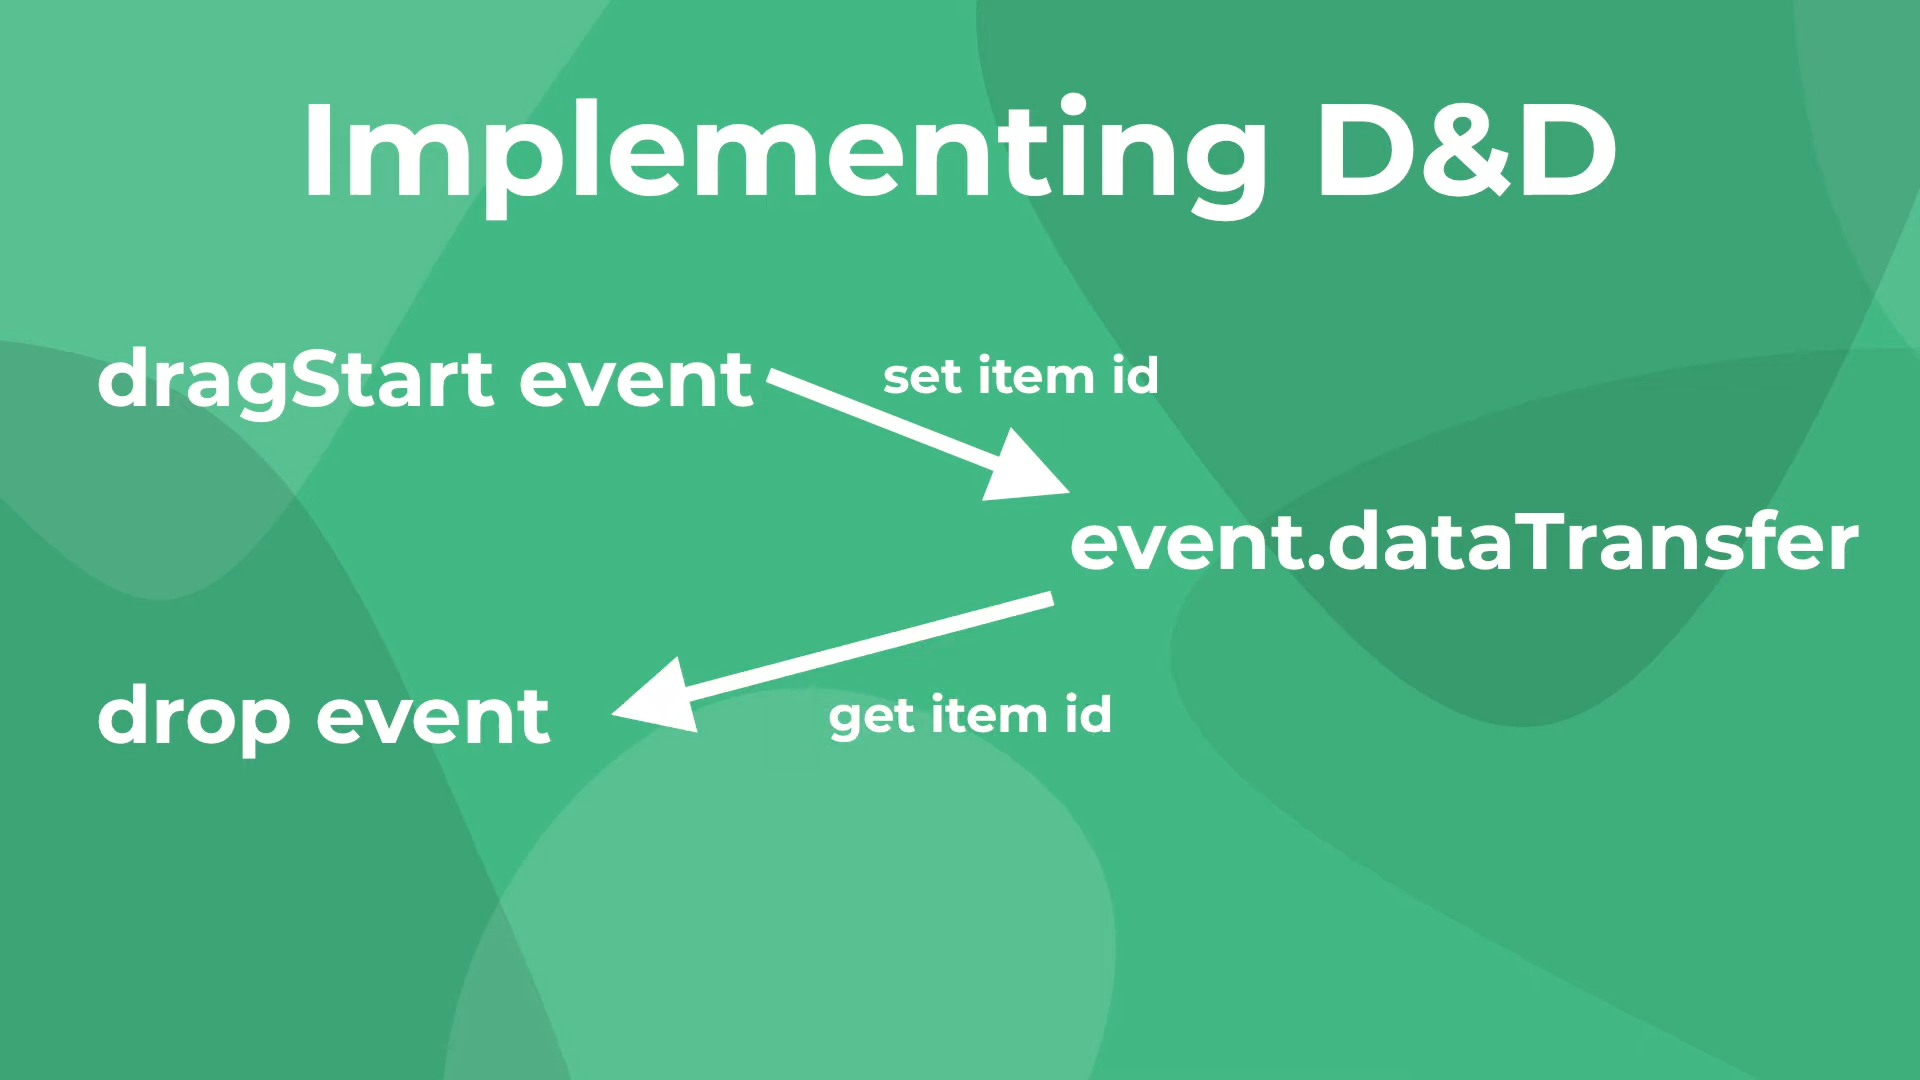 Implementing D&D
dragStart event
set item id
event.dataTransfer
drop event
get item id